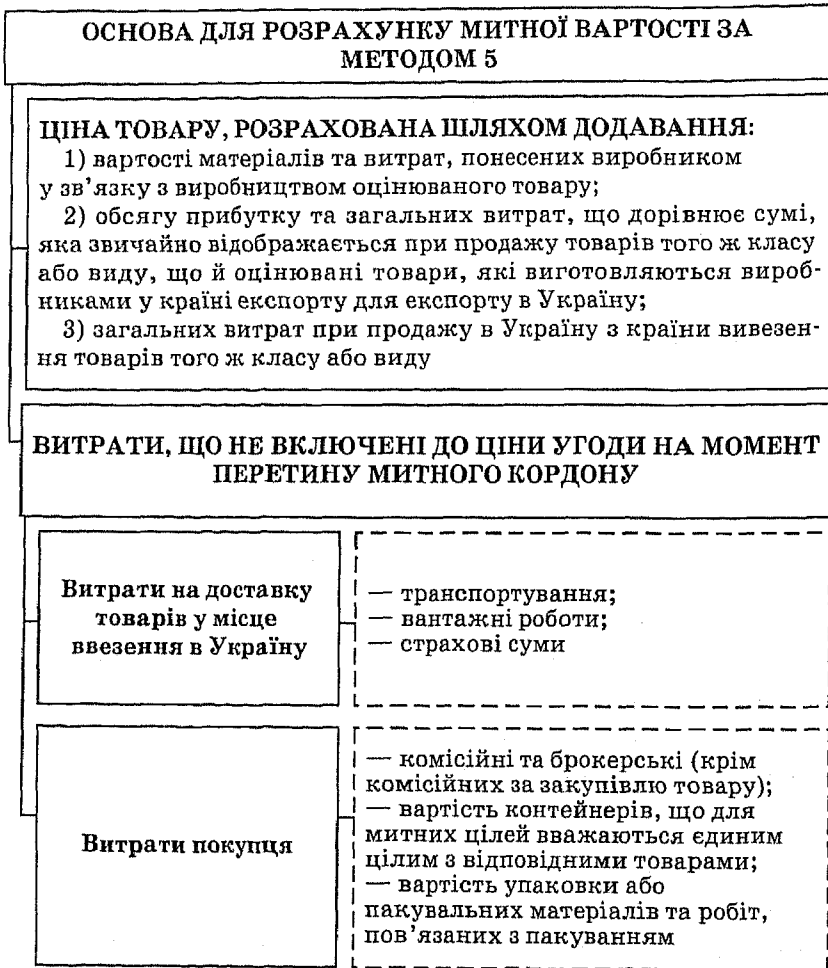 ОСНОВА ДЛЯ РОЗРАХУНКУ МИТНОЇ ВАРТОСТІ ЗА
МЕТОДОМ 5
ЦІНА ТОВАРУ, РОЗРАХОВАНА ШЛЯХОМ ДОДАВАННЯ:
1) вартості матеріалів та витрат, понесених виробником
у зв’язку з виробництвом оцінюваного товару;
2) обсягу прибутку та загальних витрат, що дорівнює сумі,
яка звичайно відображається при продажу товарів того ж класу
або виду, що й оцінювані товари, які виготовляються вироб-
никами у країні експорту для експорту в Україну;
3) загальних витрат при продажу в Україну з країни вивезен-
ня товарів того ж класу або виду
ВИТРАТИ, ЩО НЕ ВКЛЮЧЕНІ ДО ЦІНИ УГОДИ НА МОМЕНТ
ПЕРЕТИНУ МИТНОГО КОРДОНУ
Витрати на доставку
товарів у місце
ввезення в Україну
— транспортування;
— вантажні роботи;
— страхові суми
Витрати покупця
— комісійні та брокерські (крім
комісійних за закупівлю товару);
— вартість контейнерів, що для
митних цілей вважаються єдиним
цілим з відповідними товарами;
— вартість упаковки або
пакувальних матеріалів та робіт,
пов’язаних з пакуванням